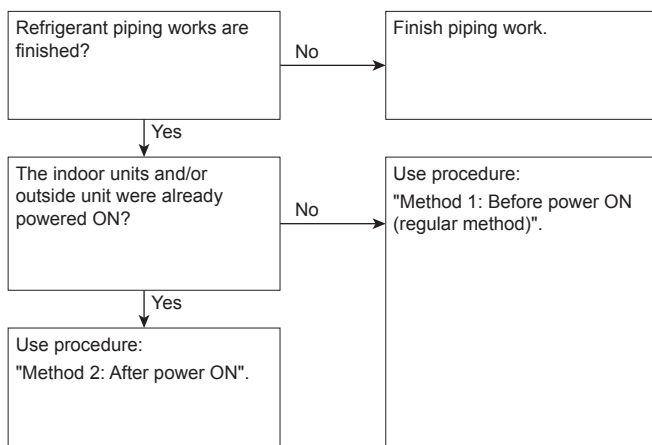 Refrigerant piping works are
finished?
No
Finish piping work.
Yes
The indoor units and/or
outside unit were already
powered ON?
No
Use procedure:
"Method 1: Before power ON
(regular method)".
Yes
Use procedure:
"Method 2: After power ON".